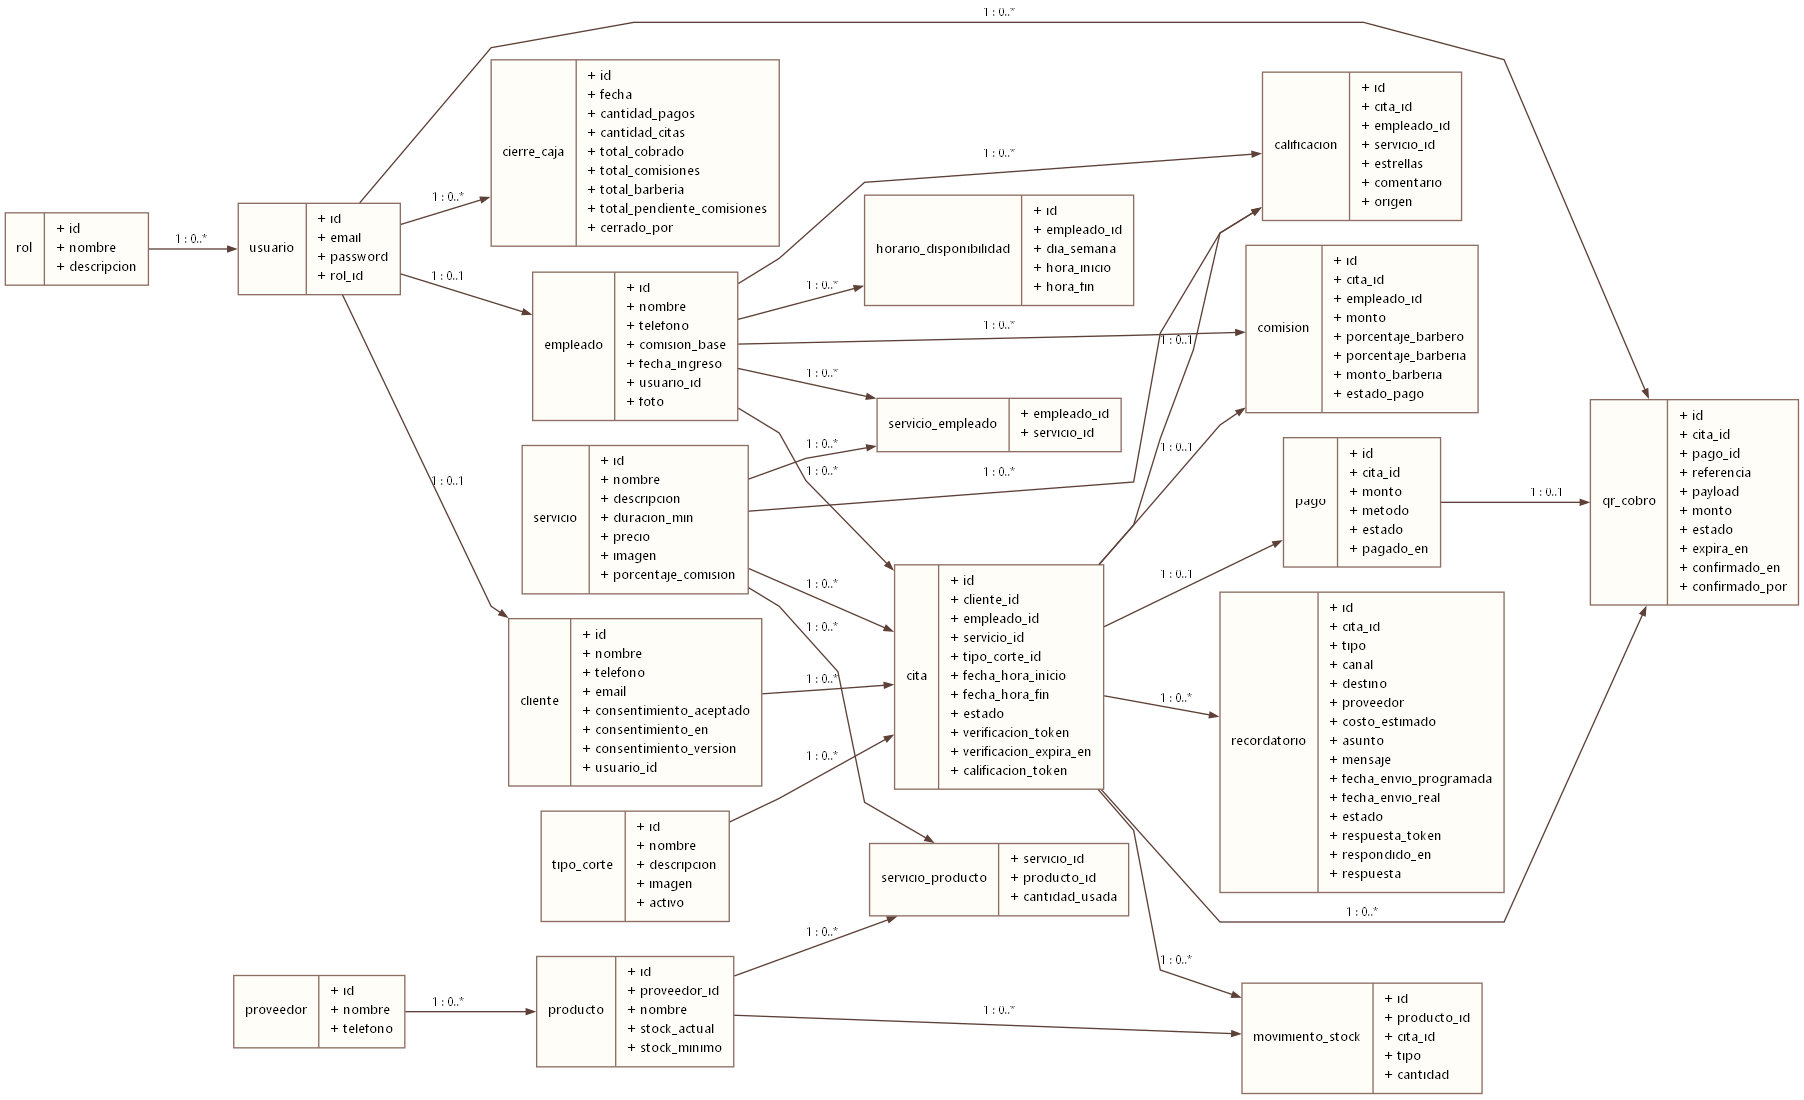 1 : 0..*
rol
+ id
+ nombre
+ descripcion
1 : 0..*
usuario
+ id
+ email
+ password
+ rol_id
1 : 0..*
1 : 0..1
1 : 0..1
cierre_caja
+ id
+ fecha
+ cantidad_pagos
+ cantidad_citas
+ total_cobrado
+ total_comisiones
+ total_barberia
+ total_pendiente_comisiones
+ cerrado_por
empleado
+ id
+ nombre
+ telefono
+ comision_base
+ fecha_ingreso
+ usuario_id
+ foto
1 : 0..*
1 : 0..*
1 : 0..*
1 : 0..*
1 : 0..*
servicio
+ id
+ nombre
+ descripcion
+ duracion_min
+ precio
+ imagen
+ porcentaje_comision
1 : 0..*
1 : 0..*
1 : 0..*
1 : 0..*
cliente
+ id
+ nombre
+ telefono
+ email
+ consentimiento_aceptado
+ consentimiento_en
+ consentimiento_version
+ usuario_id
1 : 0..*
tipo_corte
+ id
+ nombre
+ descripcion
+ imagen
+ activo
1 : 0..*
proveedor
+ id
+ nombre
+ telefono
1 : 0..*
producto
+ id
+ proveedor_id
+ nombre
+ stock_actual
+ stock_minimo
1 : 0..*
1 : 0..*
horario_disponibilidad
+ id
+ empleado_id
+ dia_semana
+ hora_inicio
+ hora_fin
servicio_empleado
+ empleado_id
+ servicio_id
cita
+ id
+ cliente_id
+ empleado_id
+ servicio_id
+ tipo_corte_id
+ fecha_hora_inicio
+ fecha_hora_fin
+ estado
+ verificacion_token
+ verificacion_expira_en
+ calificacion_token
1 : 0..1
1 : 0..1
1 : 0..1
1 : 0..*
1 : 0..*
1 : 0..*
servicio_producto
+ servicio_id
+ producto_id
+ cantidad_usada
calificacion
+ id
+ cita_id
+ empleado_id
+ servicio_id
+ estrellas
+ comentario
+ origen
comision
+ id
+ cita_id
+ empleado_id
+ monto
+ porcentaje_barbero
+ porcentaje_barberia
+ monto_barberia
+ estado_pago
pago
+ id
+ cita_id
+ monto
+ metodo
+ estado
+ pagado_en
1 : 0..1
recordatorio
+ id
+ cita_id
+ tipo
+ canal
+ destino
+ proveedor
+ costo_estimado
+ asunto
+ mensaje
+ fecha_envio_programada
+ fecha_envio_real
+ estado
+ respuesta_token
+ respondido_en
+ respuesta
movimiento_stock
+ id
+ producto_id
+ cita_id
+ tipo
+ cantidad
qr_cobro
+ id
+ cita_id
+ pago_id
+ referencia
+ payload
+ monto
+ estado
+ expira_en
+ confirmado_en
+ confirmado_por